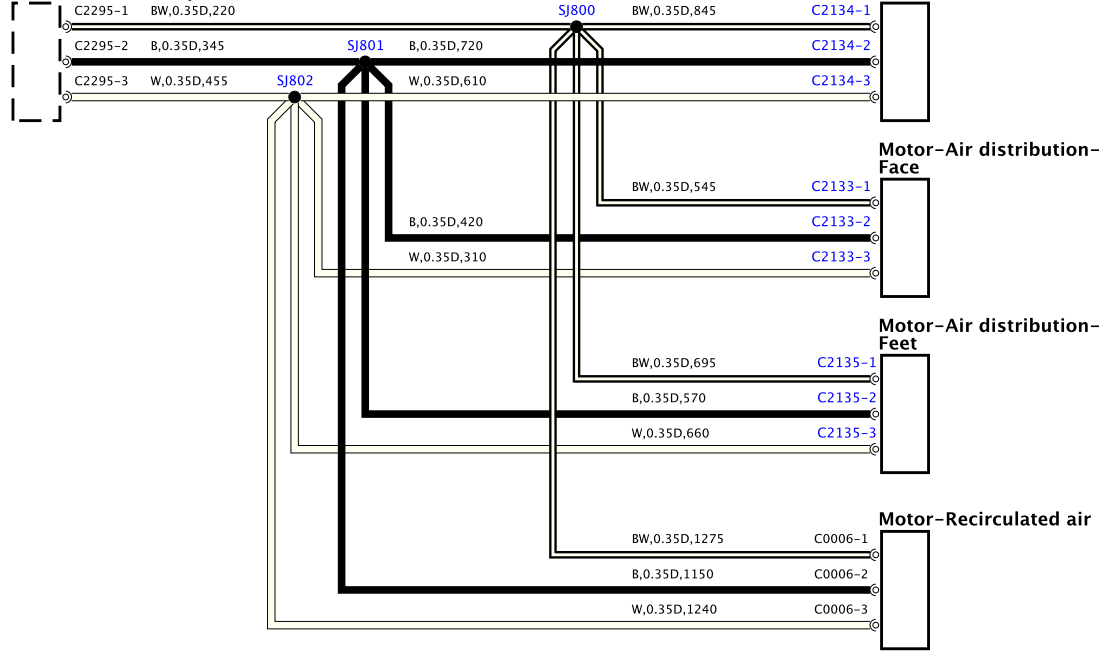 C2295-1 BW,0.35D,220 SJ800 BW,0.35D,845 C2134-1
C2295-2 B,0.35D,345 SJ801 B,0.35D,720 C2134-2
C2295-3 W,0.35D,455 SJ802 W,0.35D,610 C2134-3
Motor-Air distribution-
Face
BW,0.35D,545 C2133-1
B,0.35D,420 C2133-2
W,0.35D,310 C2133-3
Motor-Air distribution-
Feet
BW,0.35D,695 C2135-1
B,0.35D,570 C2135-2
W,0.35D,660 C2135-3
Motor-Recirculated air
BW,0.35D,1275 C0006-1
B,0.35D,1150 C0006-2
W,0.35D,1240 C0006-3